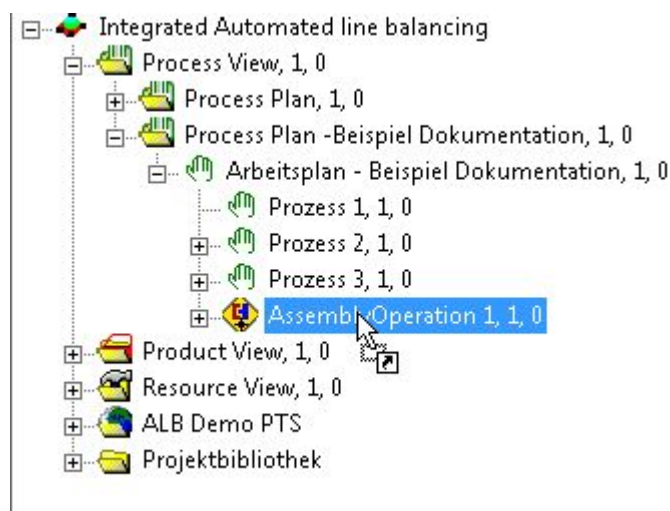 Integrated Automated line balancing
Process View, 1, 0
Process Plan, 1, 0
Process Plan -Beispiel Dokumentation, 1, 0
Arbeitsplan - Beispiel Dokumentation, 1, 0
Prozess 1, 1, 0
Prozess 2, 1, 0
Prozess 3, 1, 0
AssemblyOperation 1, 1, 0
Product View, 1, 0
Resource View, 1, 0
ALB Demo PTS
Projektbibliothek